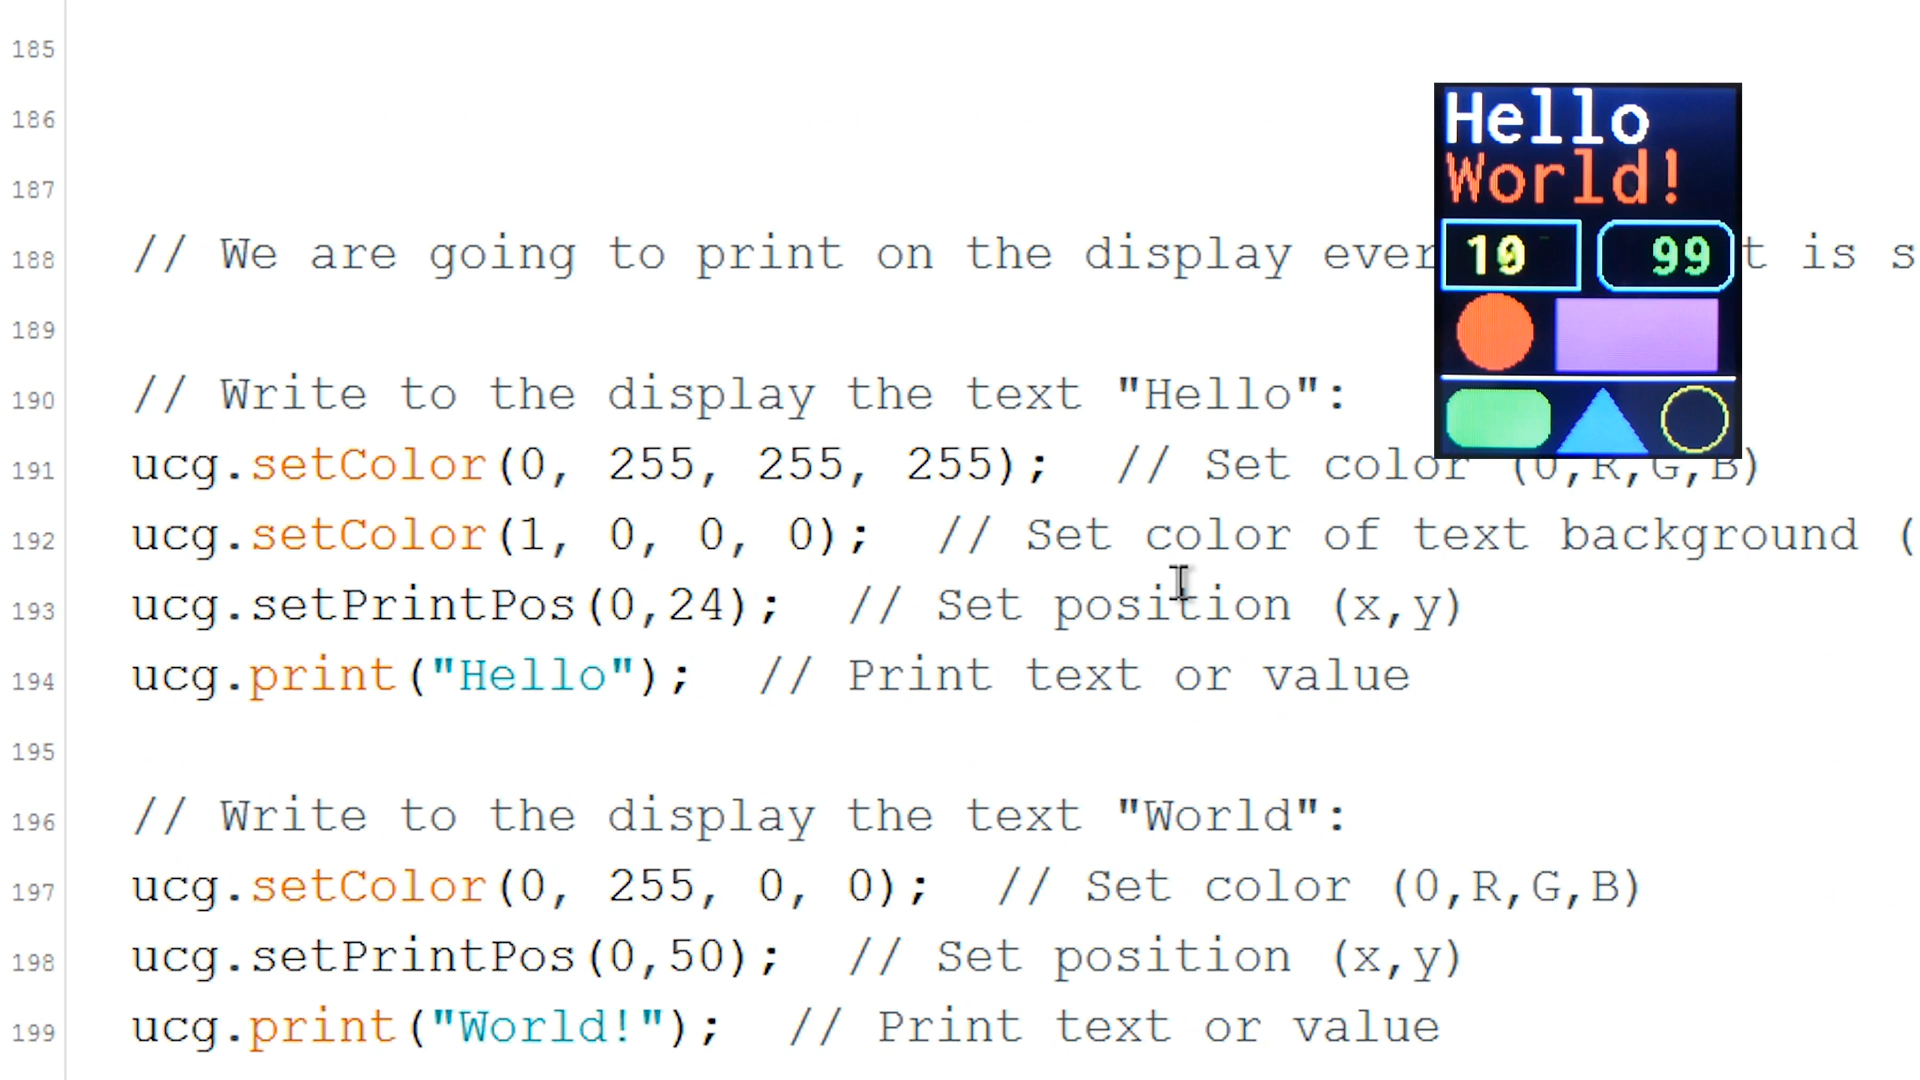 185
186
187
188 // We are going to print on the display is s
189
190 // Write to the display the text "Hello":
191 ucg.setColor(0, 255, 255, 255); // Set color (0,R,G,B)
192 ucg.setColor(1, 0, 0, 0); // Set color of text background (
193 ucg.setPrintPos(0,24); // Set position (x,y)
194 ucg.print("Hello"); // Print text or value
195
196 // Write to the display the text "World":
197 ucg.setColor(0, 255, 0, 0); // Set color (0,R,G,B)
198 ucg.setPrintPos(0,50); // Set position (x,y)
199 ucg.print("World!"); // Print text or value
Hello
World!
99